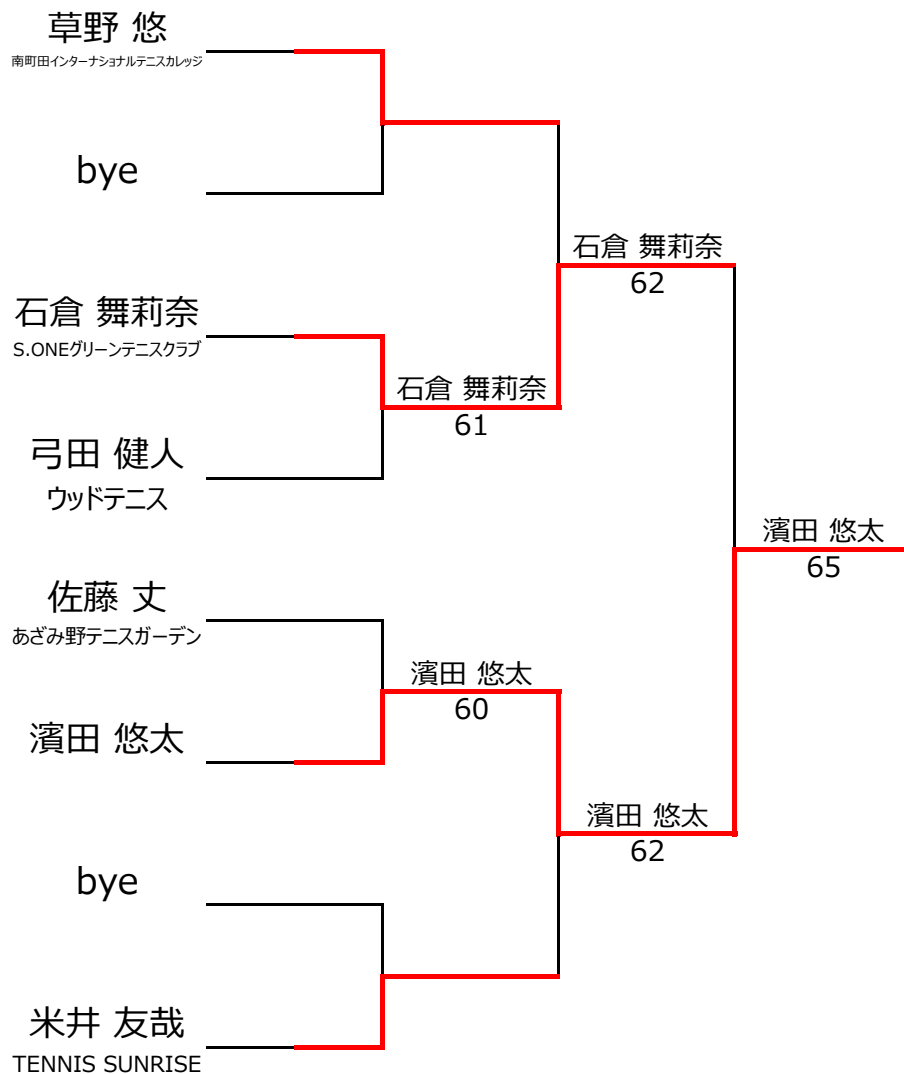 草野 悠
南町田インターナショナルテニスカレッジ
bye
石倉 舞莉奈
S.ONEグリーンテニスクラブ
弓田 健人
ウッドテニス
佐藤 丈
あざみ野テニスガーデン
濱田 悠太
bye
米井 友哉
TENNIS SUNRISE
石倉 舞莉奈
61
濱田 悠太
60
石倉 舞莉奈
62
濱田 悠太
62
濱田 悠太
65